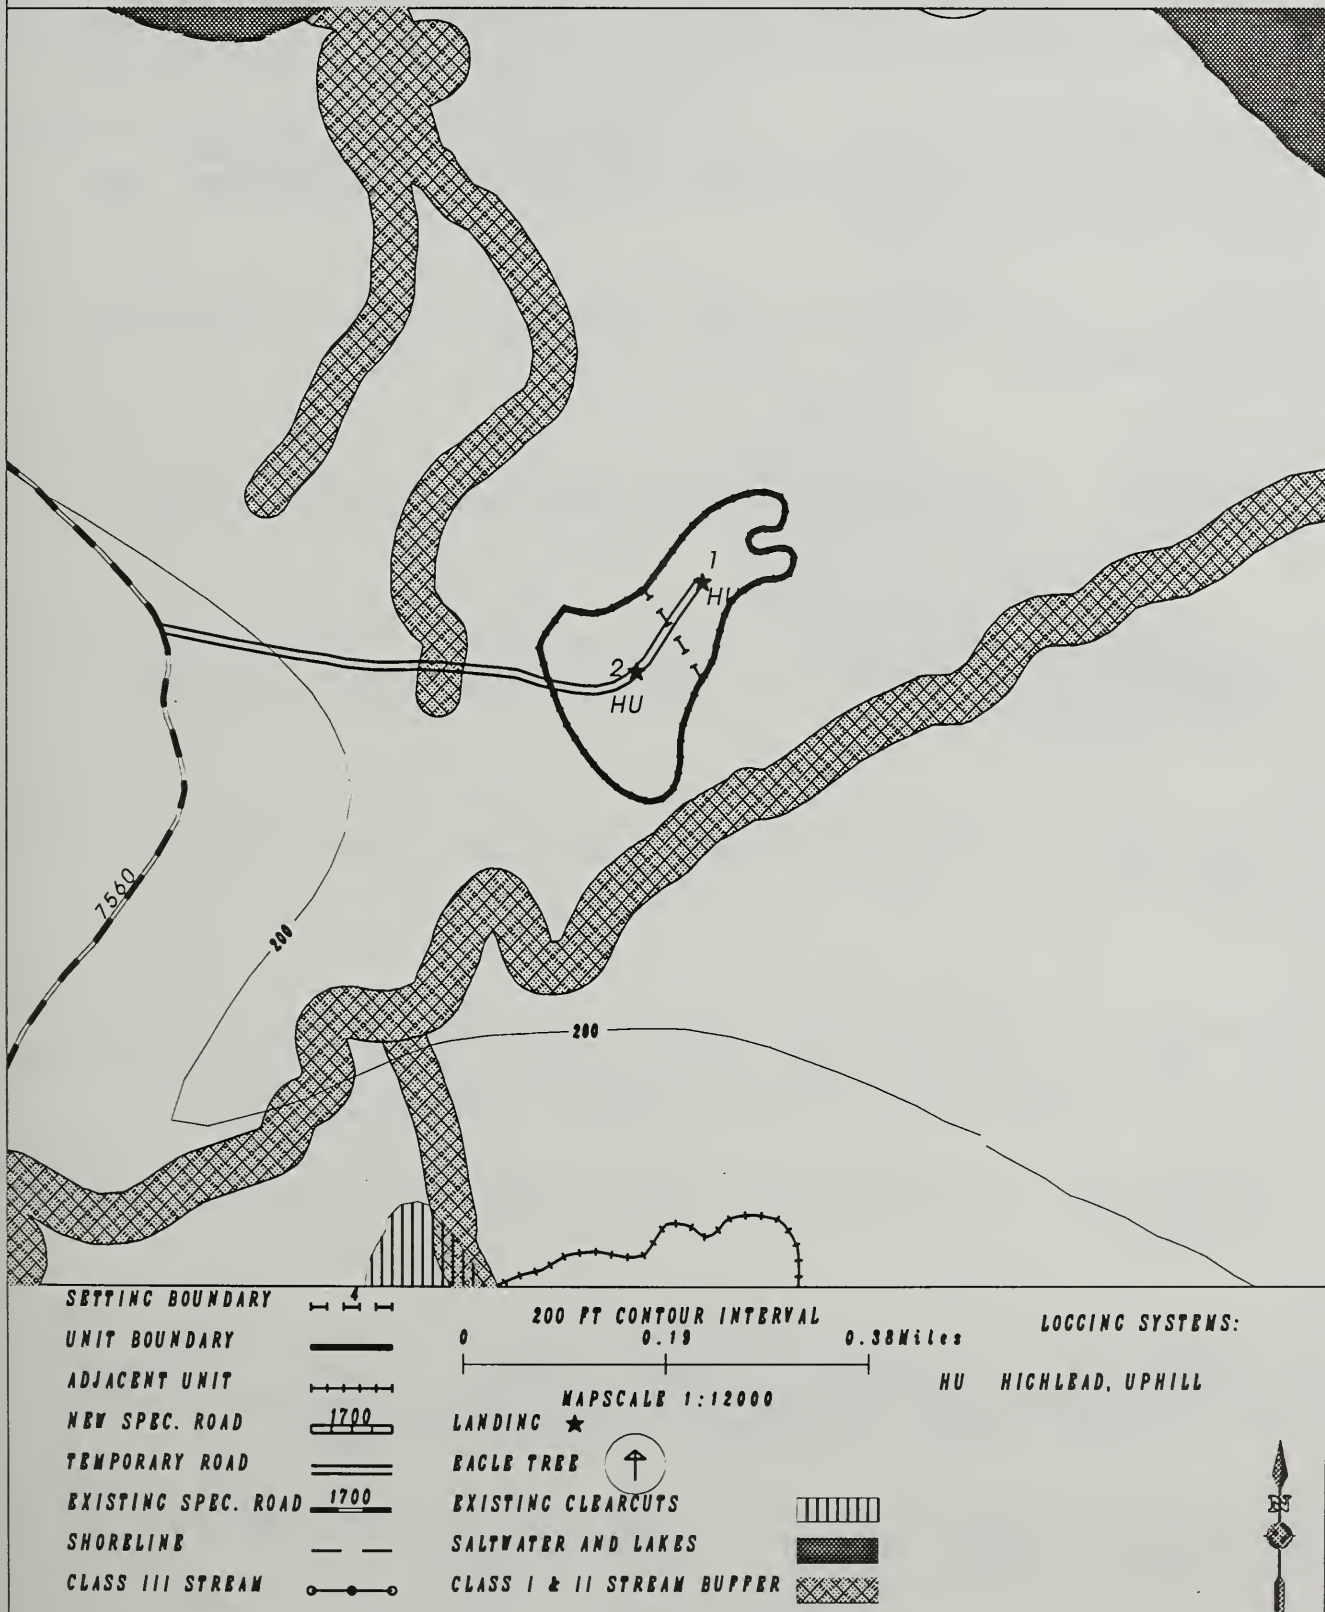 1
HU
2
HU
7560
200
200
SETTING BOUNDARY
4
UNIT BOUNDARY
ADJACENT UNIT
NEW SPEC. ROAD
1700
TEMPORARY ROAD
EXISTING SPEC. ROAD
1700
SHORELINE
CLASS III STREAM
200 FT CONTOUR INTERVAL
0 0.19 0.38Miles
MAPSCALE 1:12000
LANDING
EAGLE TREE
EXISTING CLEARCUTS
SALTWATER AND LAKES
CLASS I & II STREAM BUFFER
LOGGING SYSTEMS:
HU HIGHLEAD, UPHILL
N